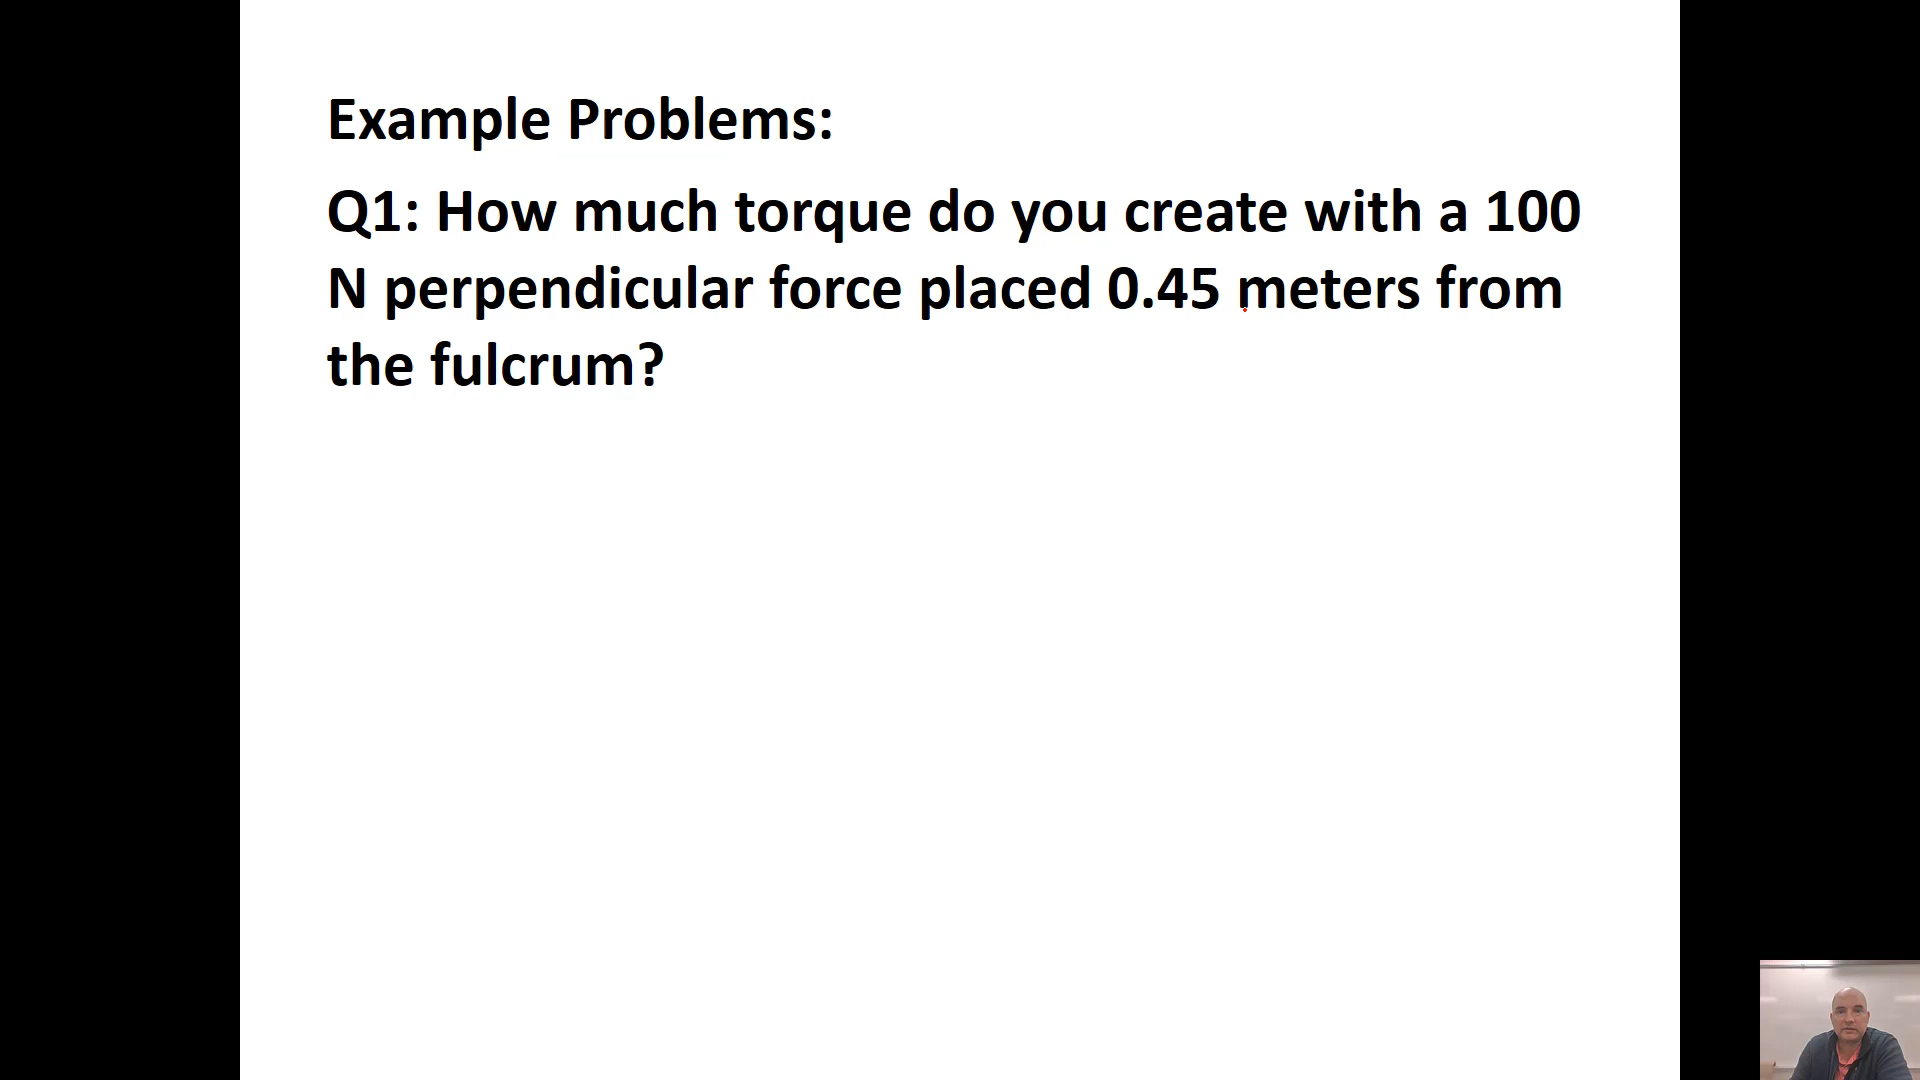 Example Problems:
Q1: How much torque do you create with a 100
N perpendicular force placed 0.45 meters from
the fulcrum?